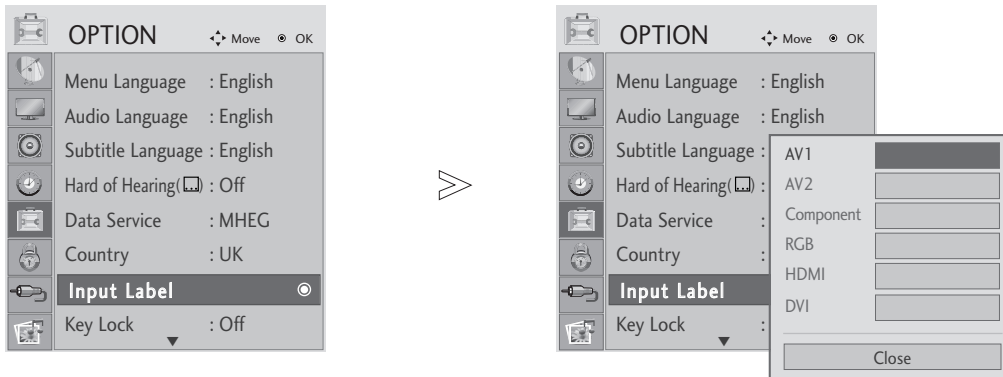 OPTION Move OK
Menu Language : English
Audio Language : English
Subtitle Language : English
Hard of Hearing( ) : Off
Data Service : MHEG
Country : UK
Input Label
Key Lock : Off
OPTION Move OK
Menu Language : English
Audio Language : English
Subtitle Language :
Hard of Hearing( ) :
Data Service :
Country :
Input Label
Key Lock :
AV1
AV2
Component
RGB
HDMI
DVI
Close